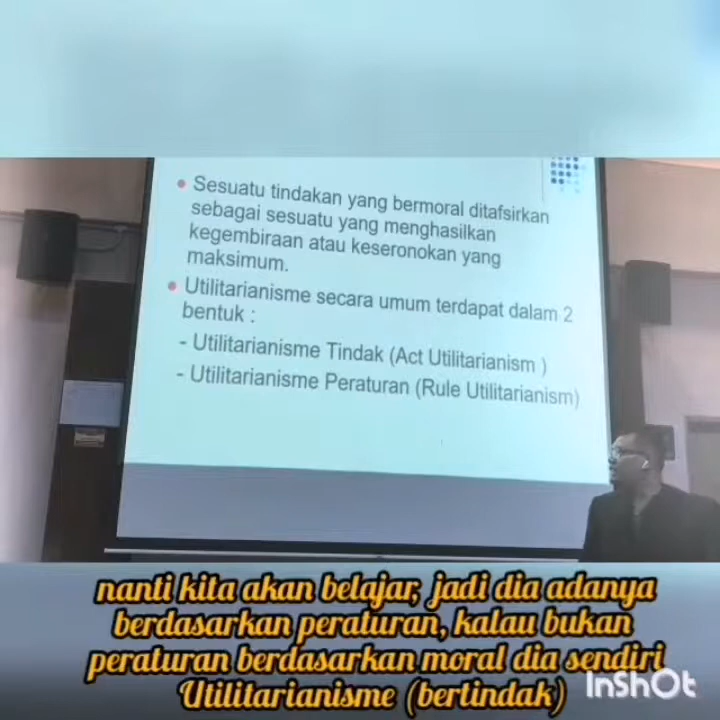 • Sesuatu tindakan yang bermoral ditafsirkan
sebagai sesuatu yang menghasilkan
kegembiraan atau keseronokan yang
maksimum.
• Utilitarianisme secara umum terdapat dalam 2
bentuk :
- Utilitarianisme Tindak (Act Utilitarianism )
- Utilitarianisme Peraturan (Rule Utilitarianism)
nanti kita akan belajar, jadi dia adanya
berdasarkan peraturan, kalau bukan
peraturan berdasarkan moral dia sendiri
Utilitarianisme (bertindak)
InShOt